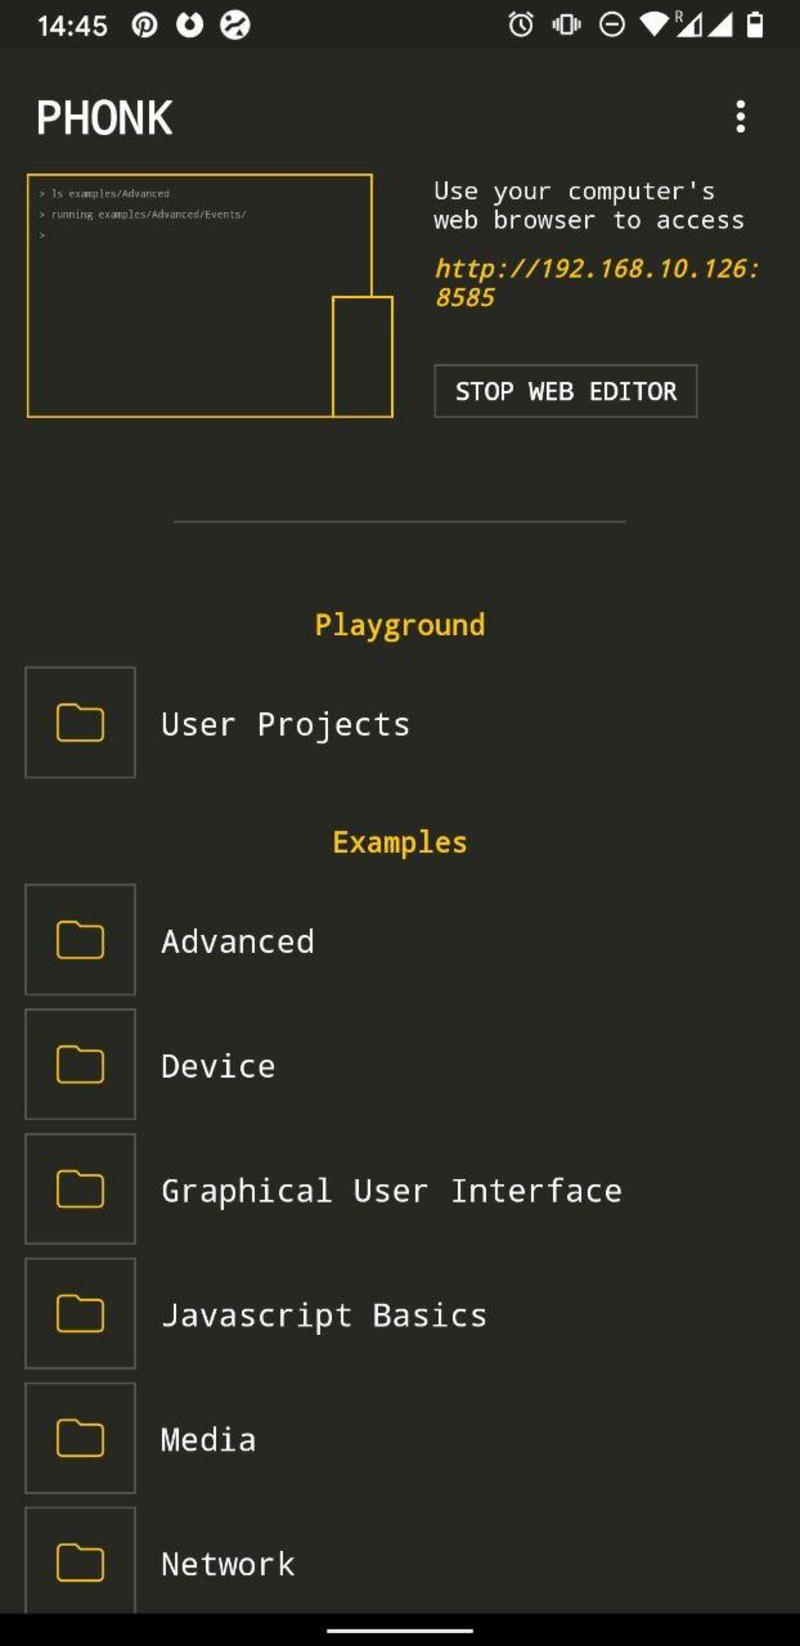 14:45
R
PHONK
> ls examples/Advanced
> running examples/Advanced/Events/
>
Use your computer's
web browser to access
http://192.168.10.126:
8585
STOP WEB EDITOR
Playground
User Projects
Examples
Advanced
Device
Graphical User Interface
Javascript Basics
Media
Network